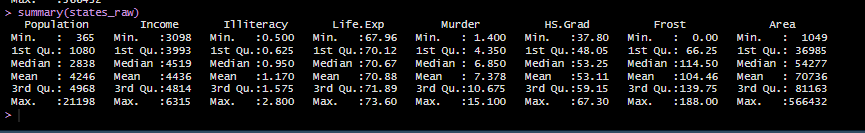 Max.   :566432
> summary(states_raw)
   Population        Income       Illiteracy       Life.Exp         Murder          HS.Grad          Frost             Area
 Min.   :  365   Min.   :3098   Min.   :0.500   Min.   :67.96   Min.   : 1.400   Min.   :37.80   Min.   :  0.00   Min.   :  1049
 1st Qu.: 1080   1st Qu.:3993   1st Qu.:0.625   1st Qu.:70.12   1st Qu.: 4.350   1st Qu.:48.05   1st Qu.: 66.25   1st Qu.: 36985
 Median : 2838   Median :4519   Median :0.950   Median :70.67   Median : 6.850   Median :53.25   Median :114.50   Median : 54277
 Mean   : 4246   Mean   :4436   Mean   :1.170   Mean   :70.88   Mean   : 7.378   Mean   :53.11   Mean   :104.46   Mean   : 70736
 3rd Qu.: 4968   3rd Qu.:4814   3rd Qu.:1.575   3rd Qu.:71.89   3rd Qu.:10.675   3rd Qu.:59.15   3rd Qu.:139.75   3rd Qu.: 81163
 Max.   :21198   Max.   :6315   Max.   :2.800   Max.   :73.60   Max.   :15.100   Max.   :67.30   Max.   :188.00   Max.   :566432
>